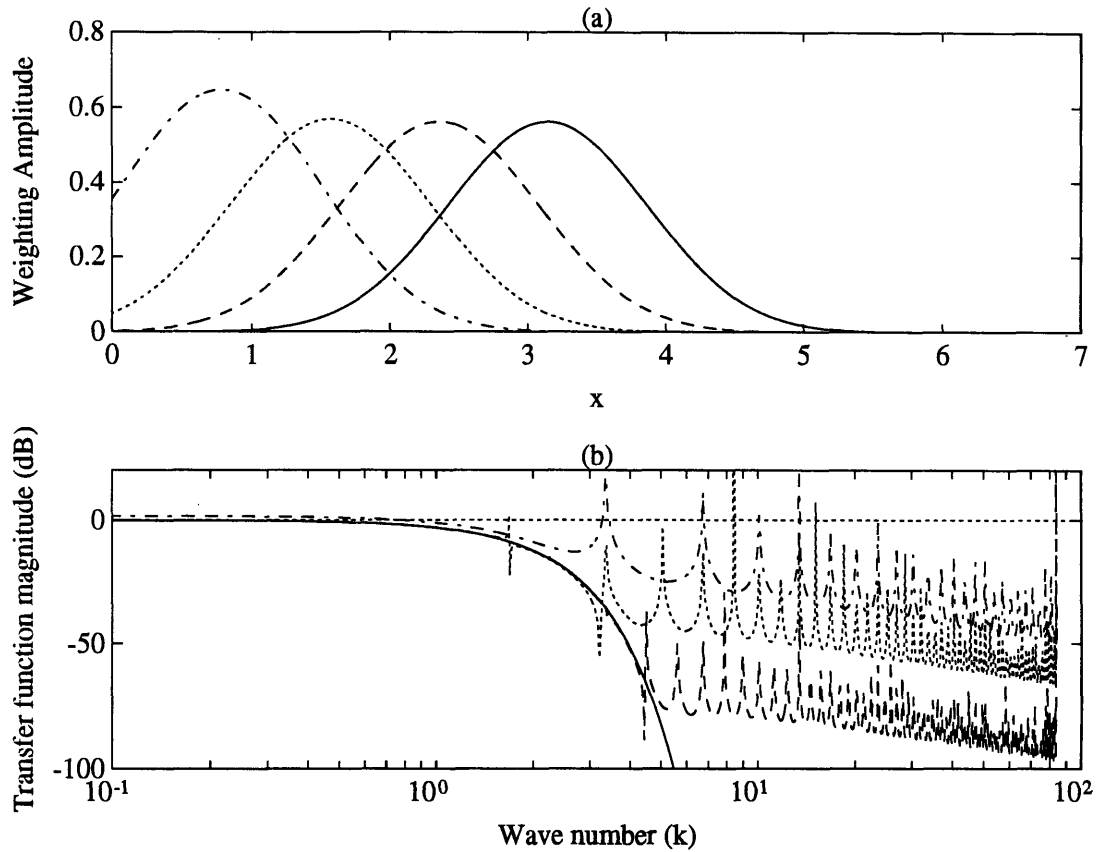 (a)
Weighting Amplitude
0.8
0.6
0.4
0.2
0
0 1 2 3 4 5 6 7
x
(b)
Transfer function magnitude (dB)
0
-50
-100
10⁻¹ 10⁰ 10¹ 10²
Wave number (k)